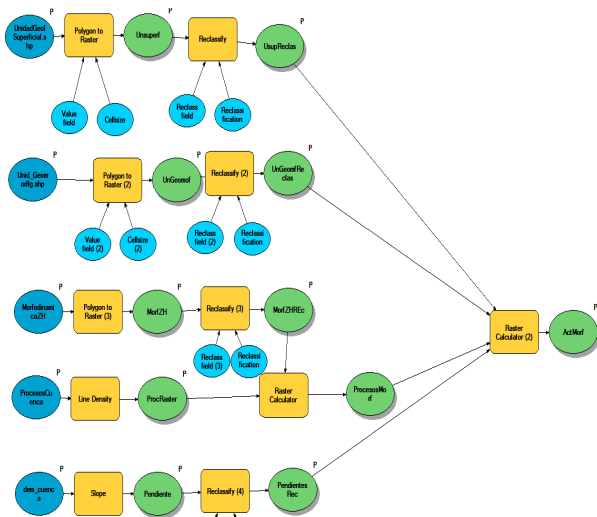 P
UnidadGeol
Superficial.s
hp
Polygon to
Raster
P
Unsuperf
Reclassify
P
UsupReclas
Value
field
Cellsize
Reclass
field
Reclassi
fication
P
Unid_Geom
orflg.shp
Polygon to
Raster (2)
P
UnGeomof
Reclassify (2)
P
UnGeomfRe
clas
Value
field (2)
Cellsize
(2)
Reclass
field (2)
Reclassi
fication
P
Morfodinami
caZH
Polygon to
Raster (3)
P
MorfZH
Reclassify (3)
P
MorfZHREc
Reclass
field (3)
Reclassi
fication
P
ProcesosCu
enca
Line Density
P
ProcRaster
Raster
Calculator
ProcesosMo
rf
Raster
Calculator (2)
P
ActMorf
P
dem_cuenc
a
Slope
P
Pendiente
Reclassify (4)
P
Pendientes
Rec